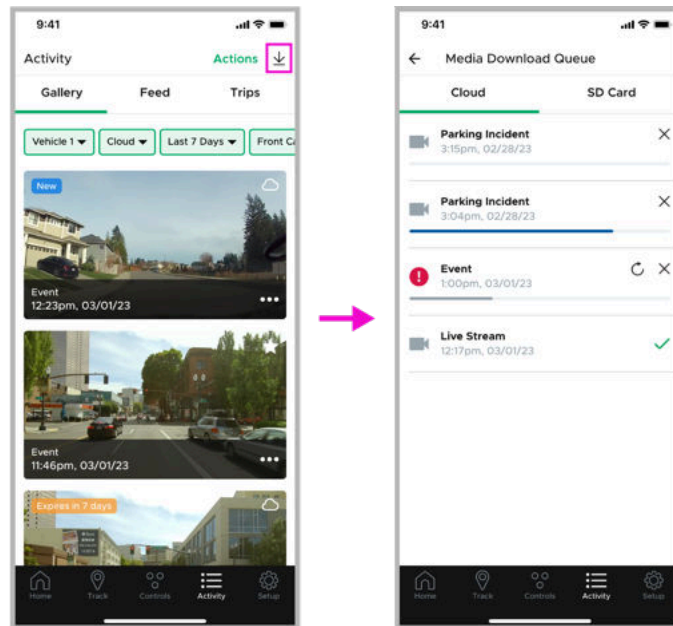 9:41
Activity
Actions
Gallery Feed Trips
Vehicle 1 Cloud Last 7 Days Front Ca
New
Event
12:23pm, 03/01/23
Event
11:46pm, 03/01/23
Expires in 7 days
Home Track Controls Activity Setup
9:41
Media Download Queue
Cloud SD Card
Parking Incident
3:15pm, 02/28/23
Parking Incident
3:04pm, 02/28/23
Event
1:00pm, 03/01/23
Live Stream
12:17pm, 03/01/23
Home Track Controls Activity Setup